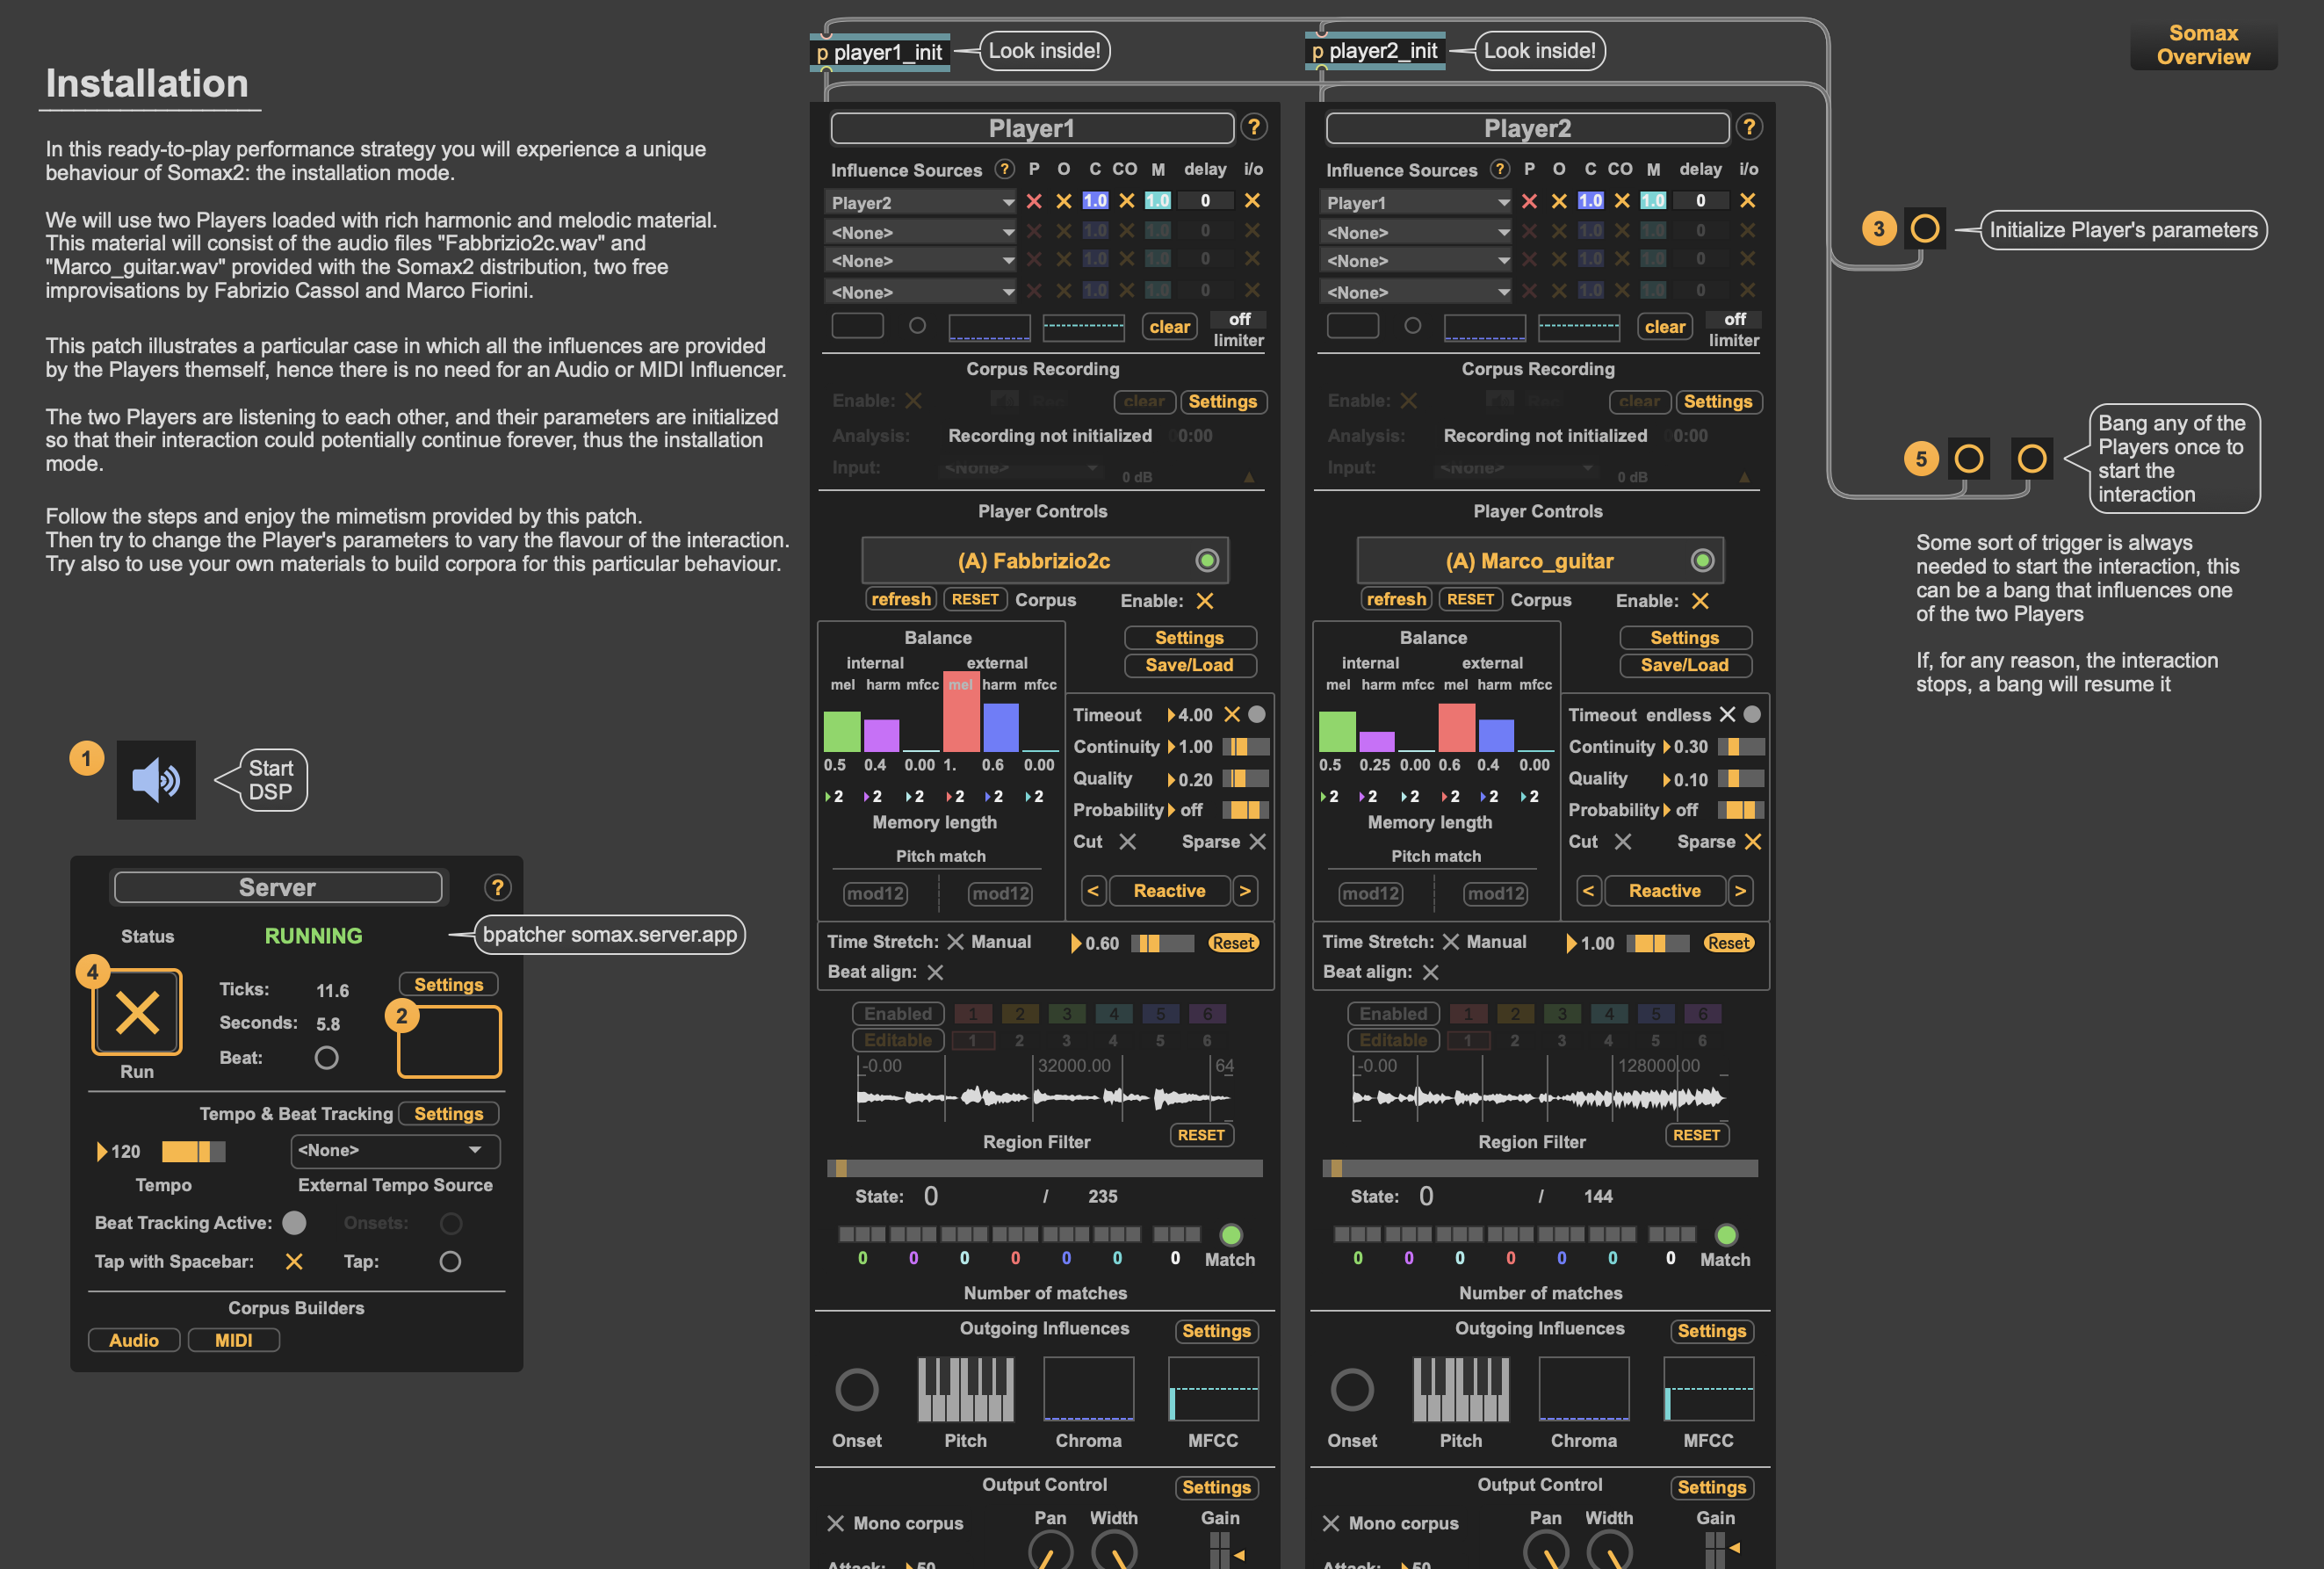 Installation
In this ready-to-play performance strategy you will experience a unique
behaviour of Somax2: the installation mode.
We will use two Players loaded with rich harmonic and melodic material.
This material will consist of the audio files "Fabbrizio2c.wav" and
"Marco_guitar.wav" provided with the Somax2 distribution, two free
improvisations by Fabrizio Cassol and Marco Fiorini.
This patch illustrates a particular case in which all the influences are provided
by the Players themself, hence there is no need for an Audio or MIDI Influencer.
The two Players are listening to each other, and their parameters are initialized
so that their interaction could potentially continue forever, thus the installation
mode.
Follow the steps and enjoy the mimetism provided by this patch.
Then try to change the Player's parameters to vary the flavour of the interaction.
Try also to use your own materials to build corpora for this particular behaviour.
1
Start
DSP
Server ?
Status RUNNING
bpatcher somax.server.app
4
Run
Ticks: 11.6
Seconds: 5.8
Beat:
Settings
2
Tempo & Beat Tracking Settings
120 <None>
Tempo External Tempo Source
Beat Tracking Active: Onsets:
Tap with Spacebar: Tap:
Corpus Builders
Audio MIDI
p player1_init Look inside!
Player1 ?
Influence Sources ? P O C CO M delay i/o
Player2 1.0 1.0 0
<None> 1.0 1.0 0
<None> 1.0 1.0 0
<None> 1.0 1.0 0
clear off
limiter
Corpus Recording
Enable: Rec clear Settings
Analysis: Recording not initialized 0:00
Input: <None> 0 dB
Player Controls
(A) Fabbrizio2c
refresh RESET Corpus Enable:
Balance
internal external
mel harm mfcc mel harm mfcc
0.5 0.4 0.00 1. 0.6 0.00
2 2 2 2 2 2
Memory length
Pitch match
mod12 mod12
Settings
Save/Load
Timeout 4.00
Continuity 1.00
Quality 0.20
Probability off
Cut Sparse
< Reactive >
Time Stretch: Manual 0.60 Reset
Beat align:
Enabled 1 2 3 4 5 6
Editable 1 2 3 4 5 6
-0.00 32000.00 64
Region Filter RESET
State: 0 / 235
0 0 0 0 0 0 0 Match
Number of matches
Outgoing Influences Settings
Onset Pitch Chroma MFCC
Output Control Settings
Mono corpus Pan Width Gain
Attack: 50
p player2_init Look inside!
Player2 ?
Influence Sources ? P O C CO M delay i/o
Player1 1.0 1.0 0
<None> 1.0 1.0 0
<None> 1.0 1.0 0
<None> 1.0 1.0 0
clear off
limiter
Corpus Recording
Enable: Rec clear Settings
Analysis: Recording not initialized 0:00
Input: <None> 0 dB
Player Controls
(A) Marco_guitar
refresh RESET Corpus Enable:
Balance
internal external
mel harm mfcc mel harm mfcc
0.5 0.25 0.00 0.6 0.4 0.00
2 2 2 2 2 2
Memory length
Pitch match
mod12 mod12
Settings
Save/Load
Timeout endless
Continuity 0.30
Quality 0.10
Probability off
Cut Sparse
< Reactive >
Time Stretch: Manual 1.00 Reset
Beat align:
Enabled 1 2 3 4 5 6
Editable 1 2 3 4 5 6
-0.00 128000.00
Region Filter RESET
State: 0 / 144
0 0 0 0 0 0 0 Match
Number of matches
Outgoing Influences Settings
Onset Pitch Chroma MFCC
Output Control Settings
Mono corpus Pan Width Gain
Attack: 50
Somax
Overview
3 Initialize Player's parameters
5
Bang any of the
Players once to
start the
interaction
Some sort of trigger is always
needed to start the interaction, this
can be a bang that influences one
of the two Players
If, for any reason, the interaction
stops, a bang will resume it